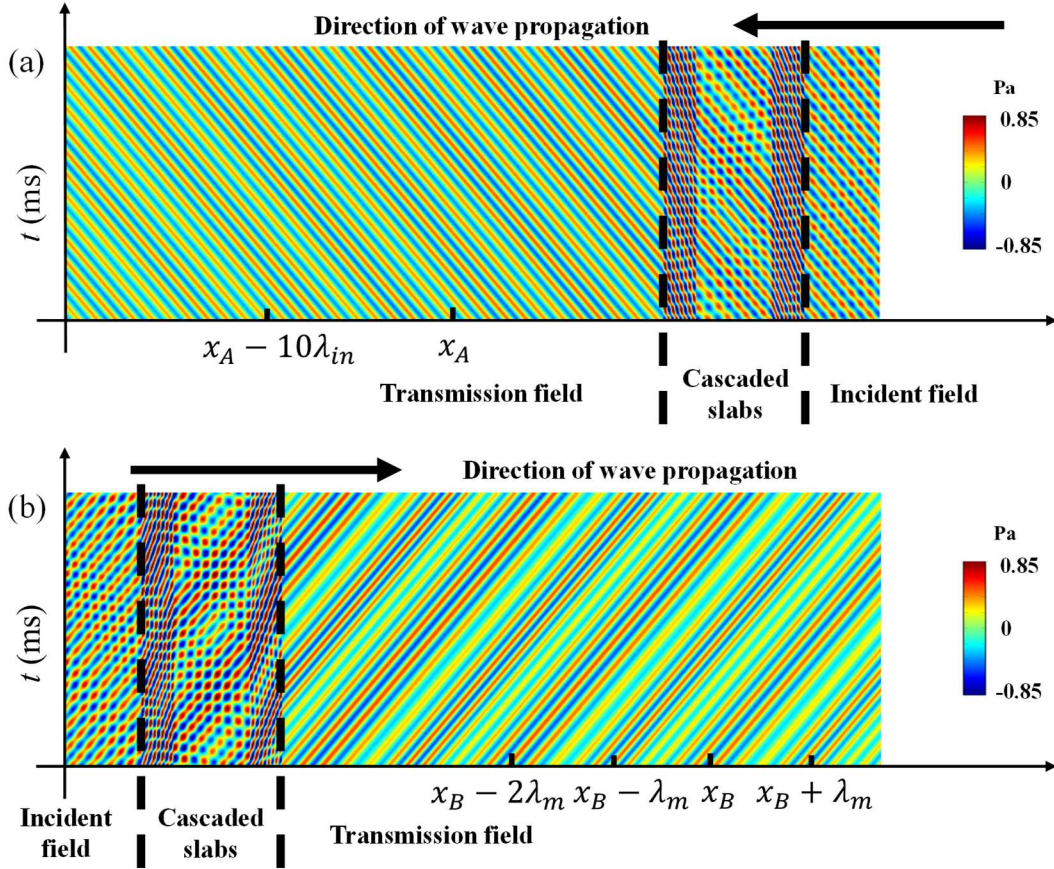 Direction of wave propagation
(a)
Pa
0.85
0
-0.85
t (ms)
x_A − 10λ_in
x_A
Transmission field
Cascaded
slabs
Incident field
(b)
Direction of wave propagation
Pa
0.85
0
-0.85
t (ms)
x_B − 2λ_m
x_B − λ_m
x_B
x_B + λ_m
Incident
field
Cascaded
slabs
Transmission field